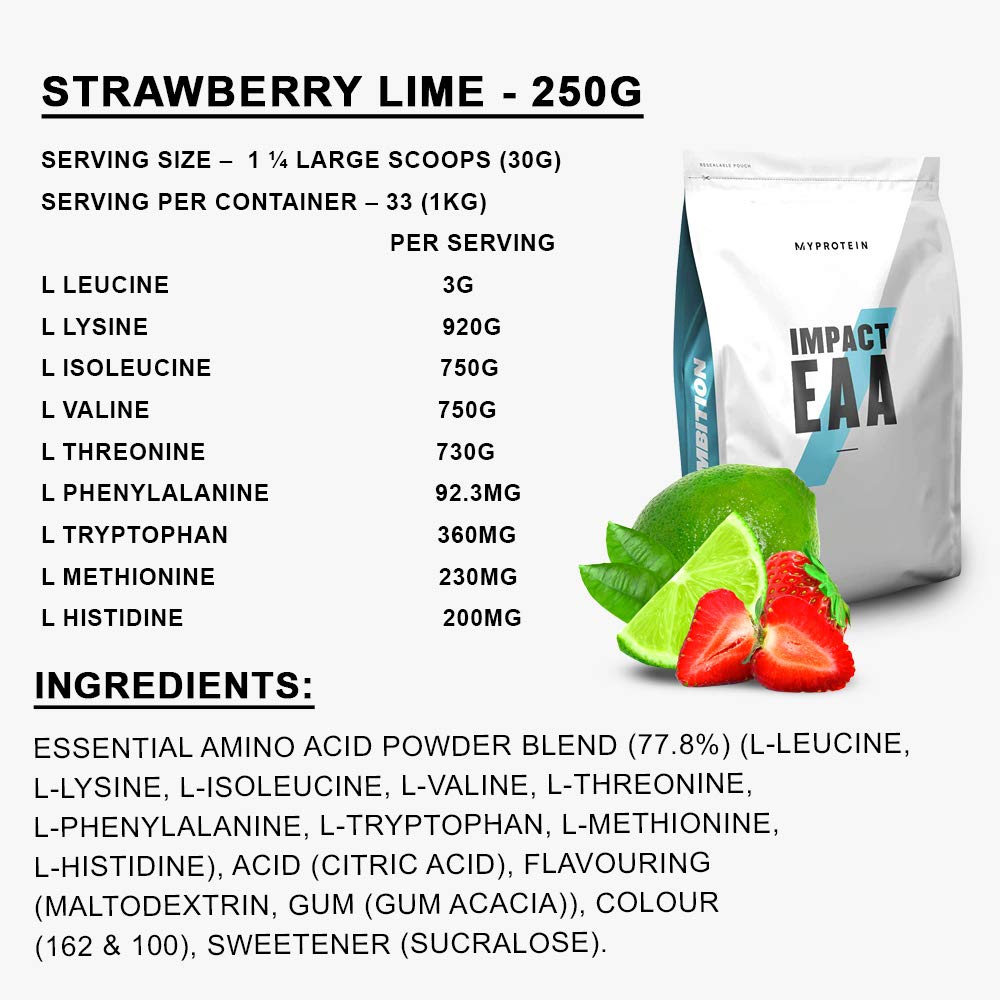 STRAWBERRY LIME - 250G
SERVING SIZE – 1 ¼ LARGE SCOOPS (30G)
SERVING PER CONTAINER – 33 (1KG)
PER SERVING
L LEUCINE 3G
L LYSINE 920G
L ISOLEUCINE 750G
L VALINE 750G
L THREONINE 730G
L PHENYLALANINE 92.3MG
L TRYPTOPHAN 360MG
L METHIONINE 230MG
L HISTIDINE 200MG
RESEALABLE POUCH
MYPROTEIN
IMPACT
EAA
MBITION
INGREDIENTS:
ESSENTIAL AMINO ACID POWDER BLEND (77.8%) (L-LEUCINE,
L-LYSINE, L-ISOLEUCINE, L-VALINE, L-THREONINE,
L-PHENYLALANINE, L-TRYPTOPHAN, L-METHIONINE,
L-HISTIDINE), ACID (CITRIC ACID), FLAVOURING
(MALTODEXTRIN, GUM (GUM ACACIA)), COLOUR
(162 & 100), SWEETENER (SUCRALOSE).